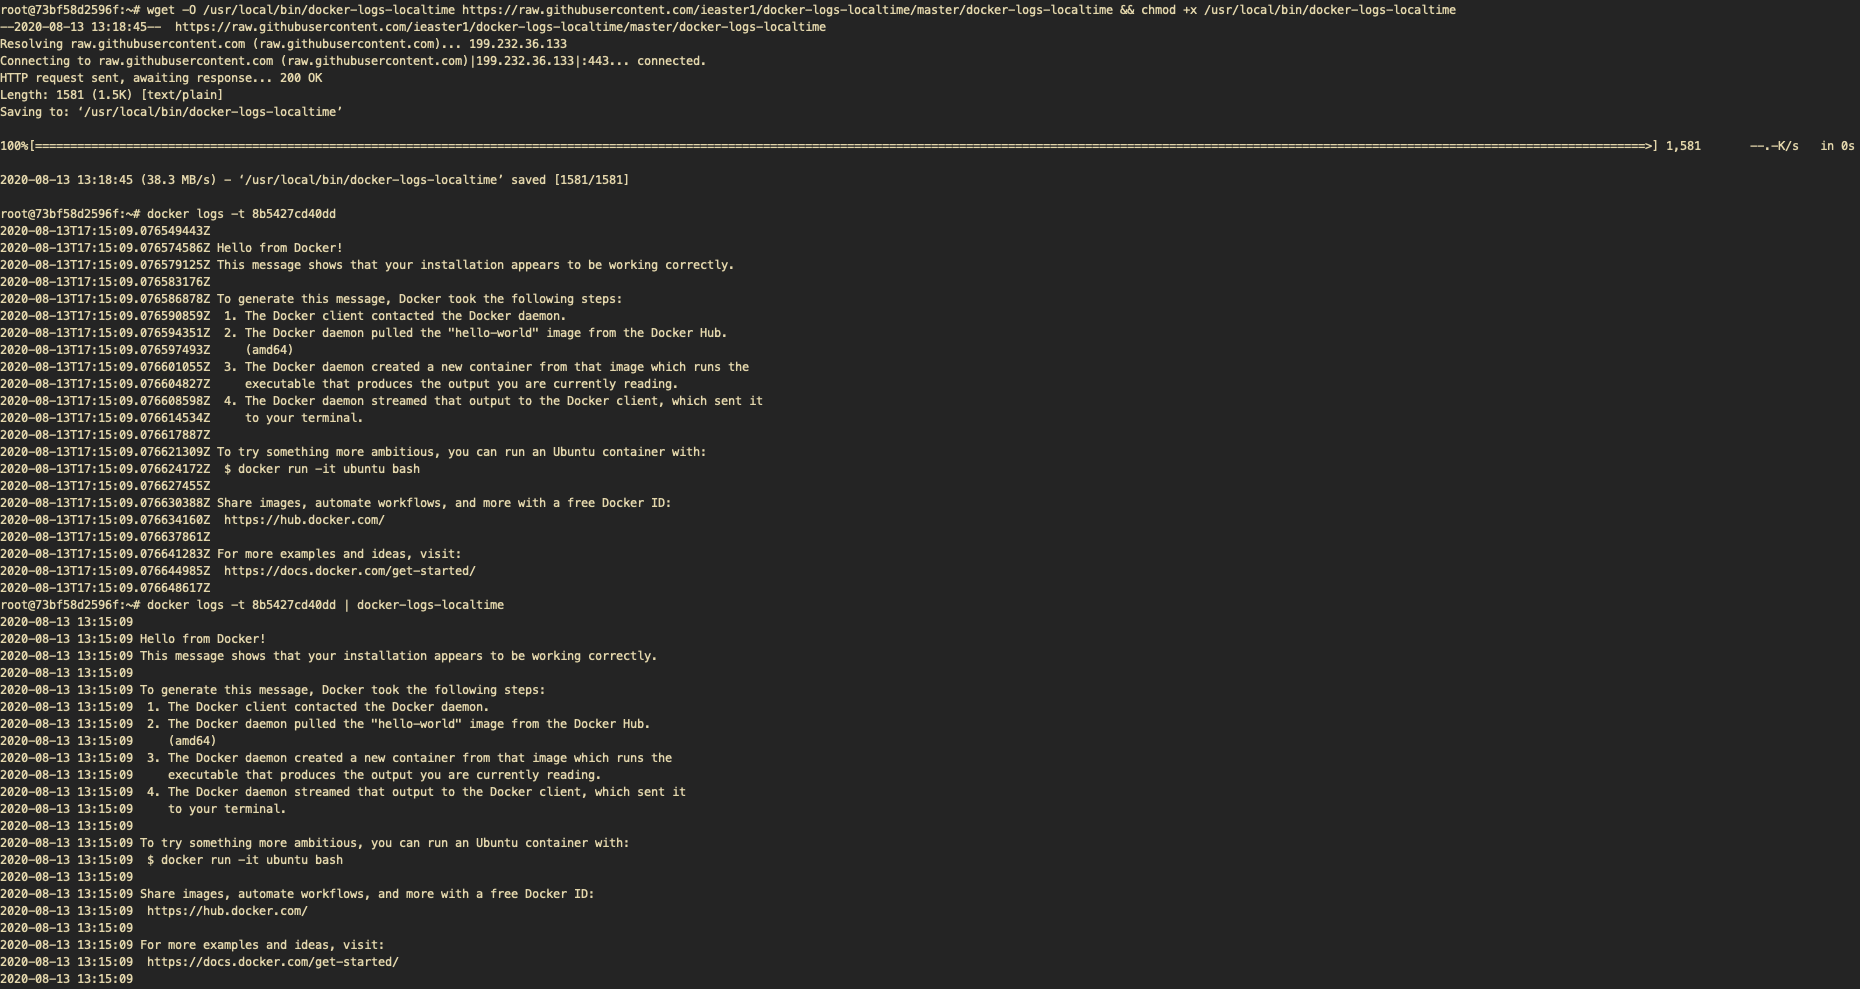 root@73bf58d2596f:~# wget -O /usr/local/bin/docker-logs-localtime https://raw.githubusercontent.com/ieaster1/docker-logs-localtime/master/docker-logs-localtime && chmod +x /usr/local/bin/docker-logs-localtime
--2020-08-13 13:18:45--  https://raw.githubusercontent.com/ieaster1/docker-logs-localtime/master/docker-logs-localtime
Resolving raw.githubusercontent.com (raw.githubusercontent.com)... 199.232.36.133
Connecting to raw.githubusercontent.com (raw.githubusercontent.com)|199.232.36.133|:443... connected.
HTTP request sent, awaiting response... 200 OK
Length: 1581 (1.5K) [text/plain]
Saving to: ‘/usr/local/bin/docker-logs-localtime’
100%[======================================================================>] 1,581       --.-K/s   in 0s
2020-08-13 13:18:45 (38.3 MB/s) - ‘/usr/local/bin/docker-logs-localtime’ saved [1581/1581]
root@73bf58d2596f:~# docker logs -t 8b5427cd40dd
2020-08-13T17:15:09.076549443Z
2020-08-13T17:15:09.076574586Z Hello from Docker!
2020-08-13T17:15:09.076579125Z This message shows that your installation appears to be working correctly.
2020-08-13T17:15:09.076583176Z
2020-08-13T17:15:09.076586878Z To generate this message, Docker took the following steps:
2020-08-13T17:15:09.076590859Z  1. The Docker client contacted the Docker daemon.
2020-08-13T17:15:09.076594351Z  2. The Docker daemon pulled the "hello-world" image from the Docker Hub.
2020-08-13T17:15:09.076597493Z     (amd64)
2020-08-13T17:15:09.076601055Z  3. The Docker daemon created a new container from that image which runs the
2020-08-13T17:15:09.076604827Z     executable that produces the output you are currently reading.
2020-08-13T17:15:09.076608598Z  4. The Docker daemon streamed that output to the Docker client, which sent it
2020-08-13T17:15:09.076614534Z     to your terminal.
2020-08-13T17:15:09.076617887Z
2020-08-13T17:15:09.076621309Z To try something more ambitious, you can run an Ubuntu container with:
2020-08-13T17:15:09.076624172Z  $ docker run -it ubuntu bash
2020-08-13T17:15:09.076627455Z
2020-08-13T17:15:09.076630388Z Share images, automate workflows, and more with a free Docker ID:
2020-08-13T17:15:09.076634160Z  https://hub.docker.com/
2020-08-13T17:15:09.076637861Z
2020-08-13T17:15:09.076641283Z For more examples and ideas, visit:
2020-08-13T17:15:09.076644985Z  https://docs.docker.com/get-started/
2020-08-13T17:15:09.076648617Z
root@73bf58d2596f:~# docker logs -t 8b5427cd40dd | docker-logs-localtime
2020-08-13 13:15:09
2020-08-13 13:15:09 Hello from Docker!
2020-08-13 13:15:09 This message shows that your installation appears to be working correctly.
2020-08-13 13:15:09
2020-08-13 13:15:09 To generate this message, Docker took the following steps:
2020-08-13 13:15:09  1. The Docker client contacted the Docker daemon.
2020-08-13 13:15:09  2. The Docker daemon pulled the "hello-world" image from the Docker Hub.
2020-08-13 13:15:09     (amd64)
2020-08-13 13:15:09  3. The Docker daemon created a new container from that image which runs the
2020-08-13 13:15:09     executable that produces the output you are currently reading.
2020-08-13 13:15:09  4. The Docker daemon streamed that output to the Docker client, which sent it
2020-08-13 13:15:09     to your terminal.
2020-08-13 13:15:09
2020-08-13 13:15:09 To try something more ambitious, you can run an Ubuntu container with:
2020-08-13 13:15:09  $ docker run -it ubuntu bash
2020-08-13 13:15:09
2020-08-13 13:15:09 Share images, automate workflows, and more with a free Docker ID:
2020-08-13 13:15:09  https://hub.docker.com/
2020-08-13 13:15:09
2020-08-13 13:15:09 For more examples and ideas, visit:
2020-08-13 13:15:09  https://docs.docker.com/get-started/
2020-08-13 13:15:09